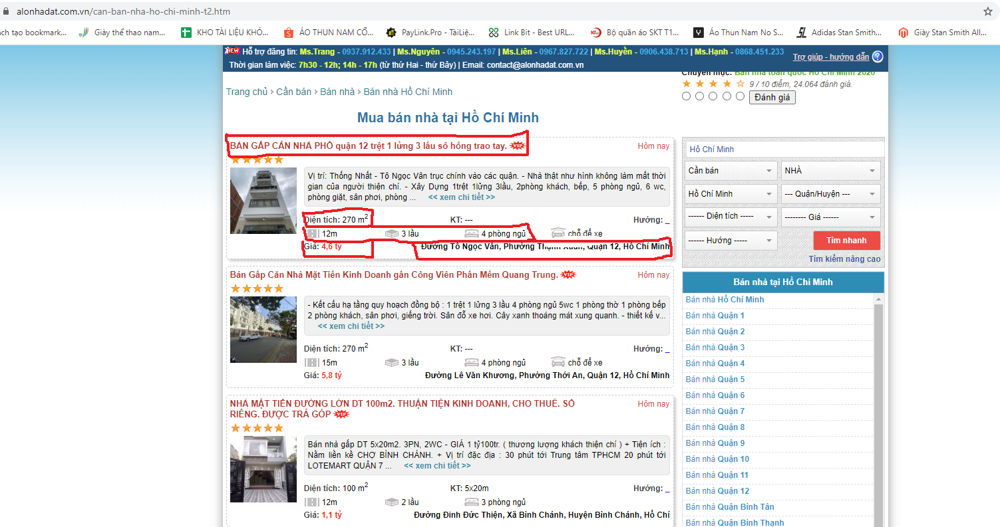 alonhadat.com.vn/can-ban-nha-ho-chi-minh-t2.htm
ách tạo bookmark... Giày thể thao nam... KHO TÀI LIỆU KHÓ... ÁO THUN NAM CỔ... PayLink.Pro - TàiLiệ... Link Bit - Best URL... Bộ quần áo SKT T1... Áo Thun Nam No S... Adidas Stan Smith... Giày Stan Smith All...
NEW Hỗ trợ đăng tin: Ms.Trang - 0937.912.433 | Ms.Nguyên - 0945.243.197 | Ms.Liên - 0967.827.722 | Ms.Huyền - 0906.438.713 | Ms.Hạnh - 0868.451.233
Thời gian làm việc: 7h30 - 12h; 14h - 17h (từ thứ Hai - thứ Bảy) | Email: contact@alonhadat.com.vn
Trợ giúp - hướng dẫn ?
Chuyên mục: Bán nhà toàn quốc Hồ Chí Minh 2020
9 / 10 điểm, 24.064 đánh giá.
Đánh giá
Trang chủ > Cần bán > Bán nhà > Bán nhà Hồ Chí Minh
Mua bán nhà tại Hồ Chí Minh
BÁN GẤP CĂN NHÀ PHỐ quận 12 trệt 1 lửng 3 lầu sổ hồng trao tay. VIP
Hôm nay
Vị trí: Thống Nhất - Tô Ngọc Vân trục chính vào các quận. - Nhà thật như hình không làm mất thời
gian của người thiện chí. - Xây Dựng 1trệt 1lửng 3lầu, 2phòng khách, bếp, 5 phòng ngủ, 6 wc,
phòng giặt, sân phơi, phòng ... << xem chi tiết >>
Diện tích: 270 m2 KT: --- Hướng: _
12m 3 lầu 4 phòng ngủ chỗ để xe
Giá: 4,6 tỷ Đường Tô Ngọc Vân, Phường Thạnh Xuân, Quận 12, Hồ Chí Minh
Bán Gấp Căn Nhà Mặt Tiền Kinh Doanh gần Công Viên Phần Mềm Quang Trung. VIP
Hôm nay
- Kết cấu hạ tầng quy hoạch đồng bộ : 1 trệt 1 lửng 3 lầu 4 phòng ngủ 5wc 1 phòng thờ 1 phòng bếp
2 phòng khách, sân phơi, giếng trời. Sân đỗ xe hơi. Cây xanh thoáng mát xung quanh. - thiết kế v...
<< xem chi tiết >>
Diện tích: 270 m2 KT: --- Hướng: _
15m 3 lầu 4 phòng ngủ chỗ để xe
Giá: 5,8 tỷ Đường Lê Văn Khương, Phường Thới An, Quận 12, Hồ Chí Minh
NHÀ MẶT TIỀN ĐƯỜNG LỚN DT 100m2. THUẬN TIỆN KINH DOANH, CHO THUÊ. SỔ
RIÊNG. ĐƯỢC TRẢ GÓP VIP
Hôm nay
Bán nhà gấp DT 5x20m2. 3PN, 2WC - GIÁ 1 tỷ100tr. ( thương lượng khách thiện chí ) + Tiện ích :
Nằm liền kề CHỢ BÌNH CHÁNH. + Vị trí đặc địa : 30 phút tới Trung tâm TPHCM 20 phút tới
LOTEMART QUẬN 7 ... << xem chi tiết >>
Diện tích: 100 m2 KT: 5x20m Hướng: _
12m 2 lầu 3 phòng ngủ
Giá: 1,1 tỷ Đường Đinh Đức Thiện, Xã Bình Chánh, Huyện Bình Chánh, Hồ Chí
Hồ Chí Minh
Cần bán NHÀ
Hồ Chí Minh --- Quận/Huyện ---
------ Diện tích ----- -------- Giá ------
------ Hướng ----- Tìm nhanh
Tìm kiếm nâng cao
Bán nhà tại Hồ Chí Minh
Bán nhà Hồ Chí Minh
Bán nhà Quận 1
Bán nhà Quận 2
Bán nhà Quận 3
Bán nhà Quận 4
Bán nhà Quận 5
Bán nhà Quận 6
Bán nhà Quận 7
Bán nhà Quận 8
Bán nhà Quận 9
Bán nhà Quận 10
Bán nhà Quận 11
Bán nhà Quận 12
Bán nhà Quận Bình Tân
Bán nhà Quận Bình Thạnh